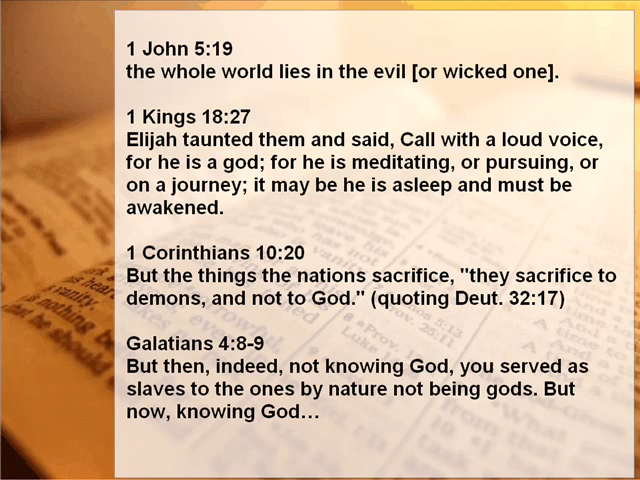 1 John 5:19
the whole world lies in the evil [or wicked one].
1 Kings 18:27
Elijah taunted them and said, Call with a loud voice,
for he is a god; for he is meditating, or pursuing, or
on a journey; it may be he is asleep and must be
awakened.
1 Corinthians 10:20
But the things the nations sacrifice, "they sacrifice to
demons, and not to God." (quoting Deut. 32:17)
Galatians 4:8-9
But then, indeed, not knowing God, you served as
slaves to the ones by nature not being gods. But
now, knowing God…